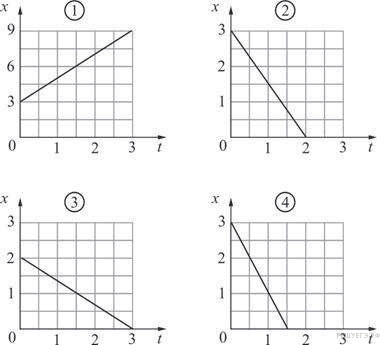 x ① x ②
9 3
6 2
3 1
0 1 2 3 t 0 1 2 3 t
x ③ x ④
3 3
2 2
1 1
0 1 2 3 t 0 1 2 3 t